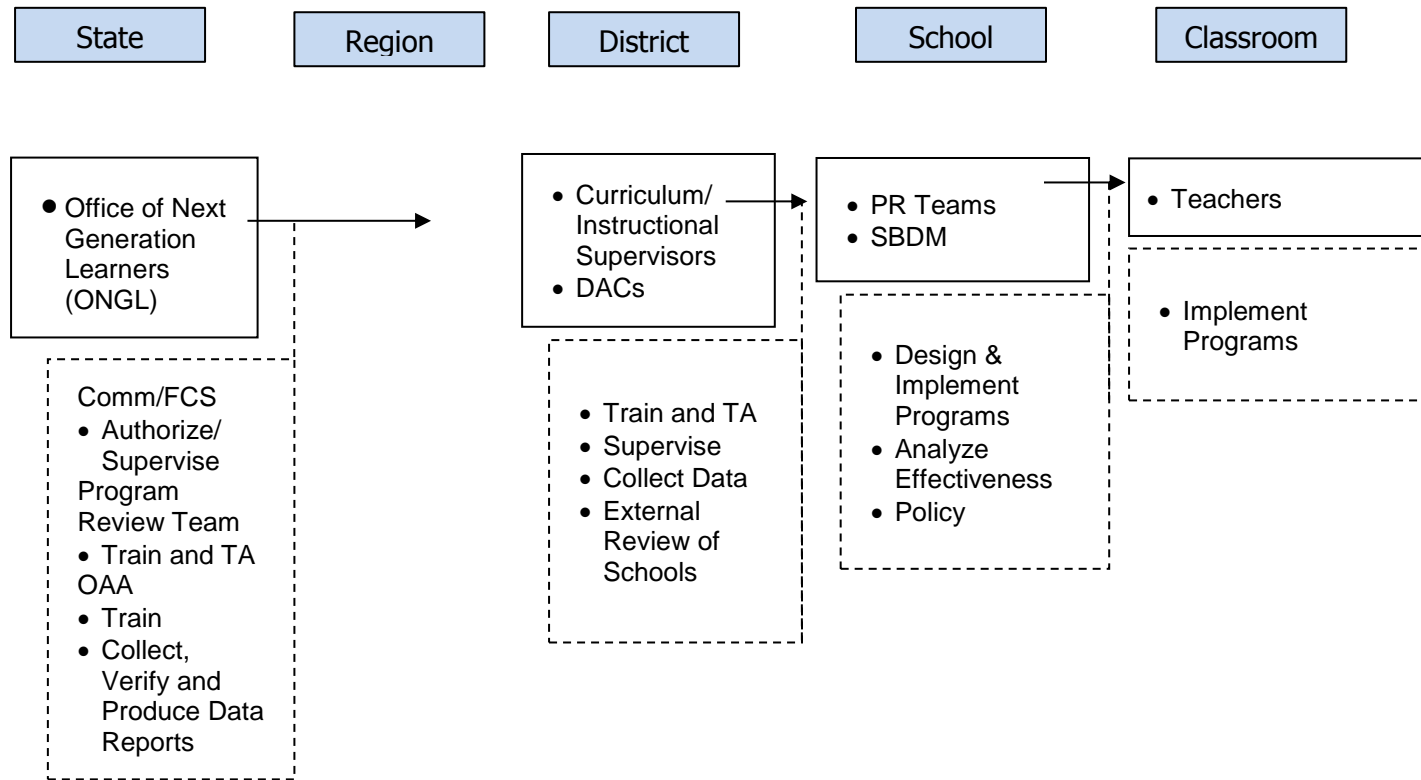 State
Region
District
School
Classroom
• Office of Next
Generation
Learners
(ONGL)
Comm/FCS
• Authorize/
Supervise
Program
Review Team
• Train and TA
OAA
• Train
• Collect,
Verify and
Produce Data
Reports
• Curriculum/
Instructional
Supervisors
• DACs
• Train and TA
• Supervise
• Collect Data
• External
Review of
Schools
• PR Teams
• SBDM
• Design &
Implement
Programs
• Analyze
Effectiveness
• Policy
• Teachers
• Implement
Programs